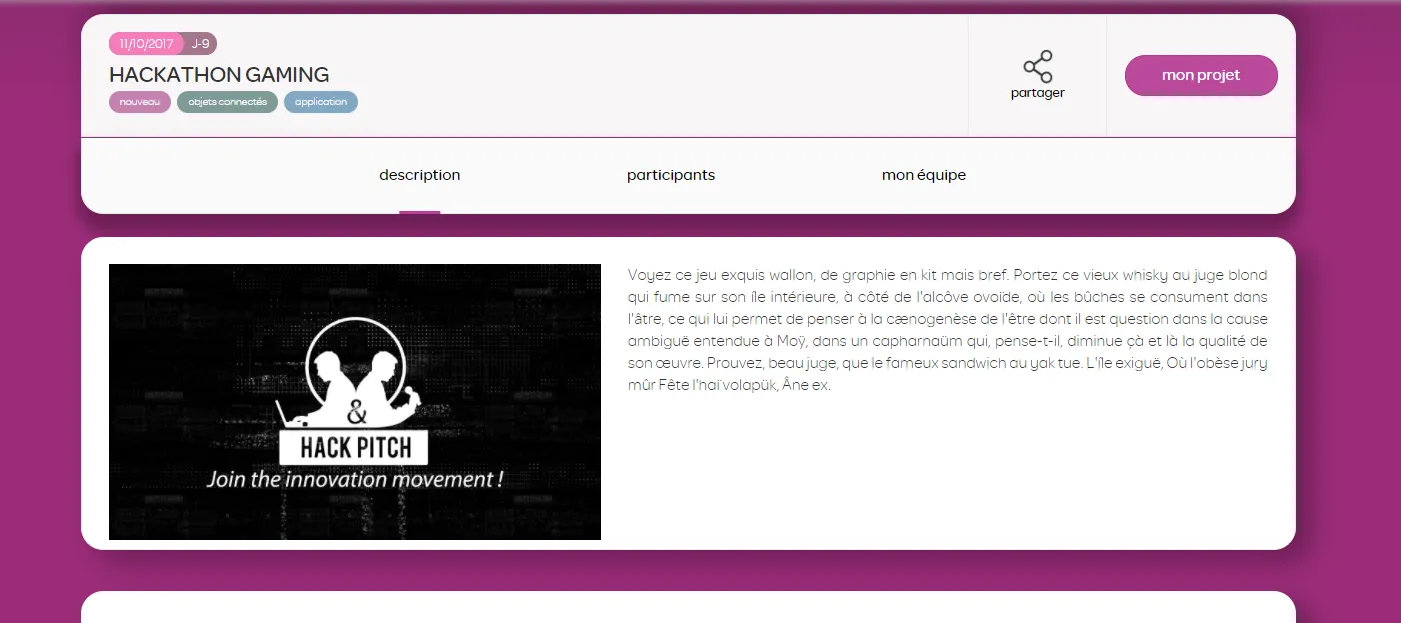 11/10/2017 J-9
HACKATHON GAMING
nouveau objets connectés application
partager
mon projet
description participants mon équipe
&
HACK PITCH
Join the innovation movement !
Voyez ce jeu exquis wallon, de graphie en kit mais bref. Portez ce vieux whisky au juge blond
qui fume sur son île intérieure, à côté de l'alcôve ovoïde, où les bûches se consument dans
l'âtre, ce qui lui permet de penser à la cænogenèse de l'être dont il est question dans la cause
ambiguë entendue à Moÿ, dans un capharnaüm qui, pense-t-il, diminue çà et là la qualité de
son œuvre. Prouvez, beau juge, que le fameux sandwich au yak tue. L'île exiguë, Où l'obèse jury
mûr Fête l'haï volapük, Âne ex.